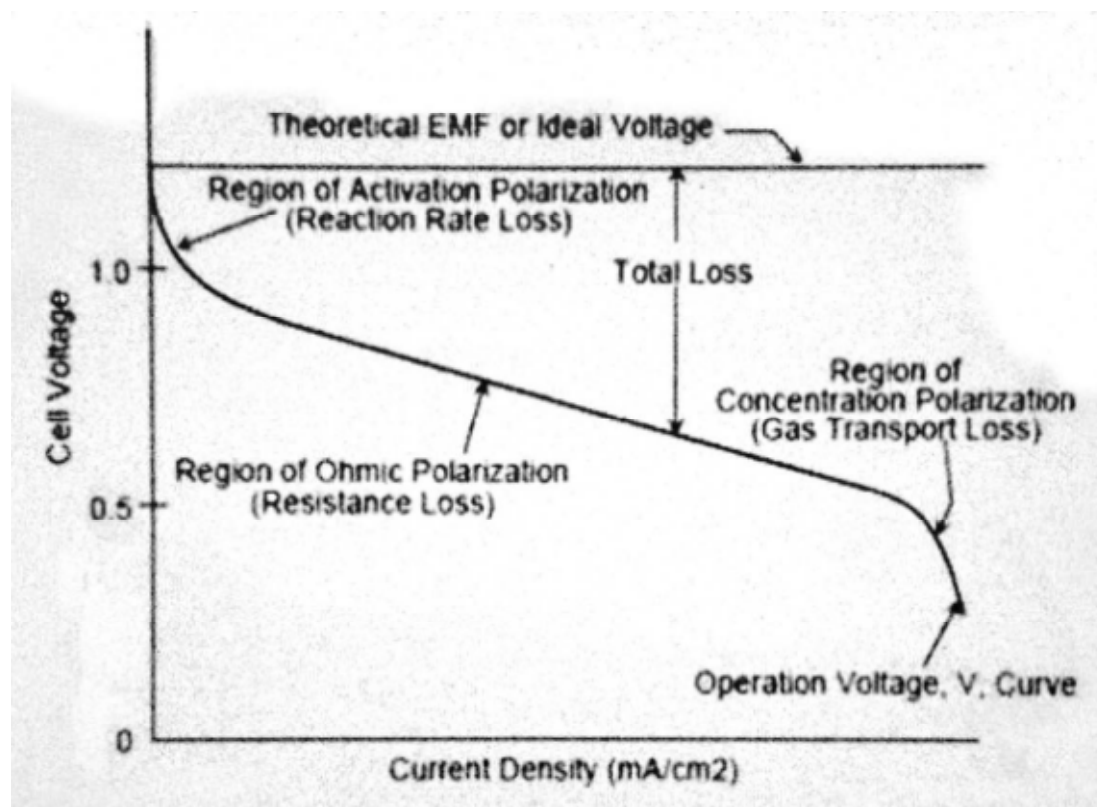 Theoretical EMF or Ideal Voltage
Region of Activation Polarization
(Reaction Rate Loss)
1.0
Total Loss
Cell Voltage
Region of
Concentration Polarization
(Gas Transport Loss)
Region of Ohmic Polarization
(Resistance Loss)
0.5
Operation Voltage, V, Curve
0
Current Density (mA/cm2)